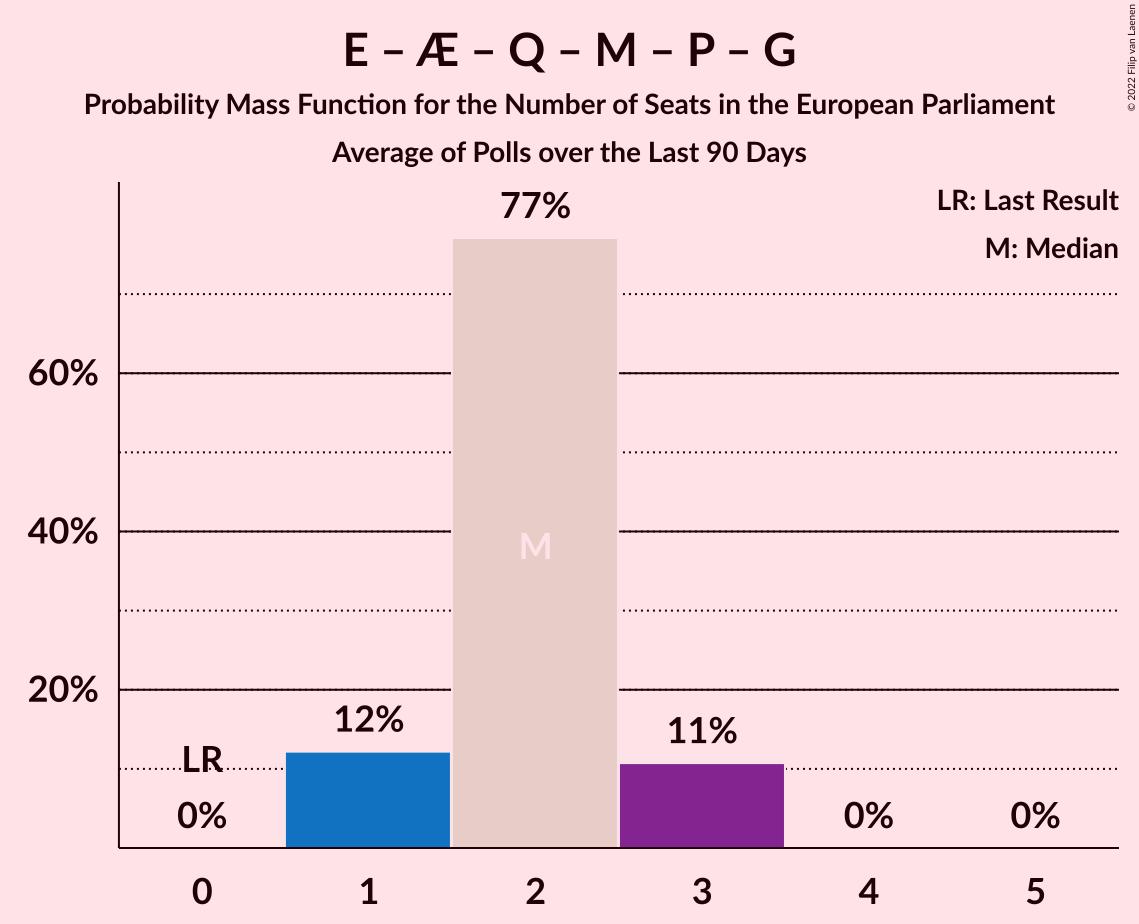 E – Æ – Q – M – P – G
Probability Mass Function for the Number of Seats in the European Parliament
Average of Polls over the Last 90 Days
© 2022 Filip van Laenen
LR: Last Result
M: Median
77%
60%
40%
M
20%
12%
11%
LR
0%
0%
0%
0
1
2
3
4
5